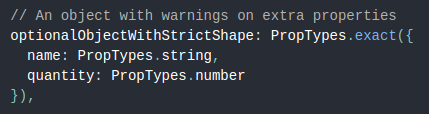 // An object with warnings on extra properties
optionalObjectWithStrictShape: PropTypes.exact({
  name: PropTypes.string,
  quantity: PropTypes.number
}),